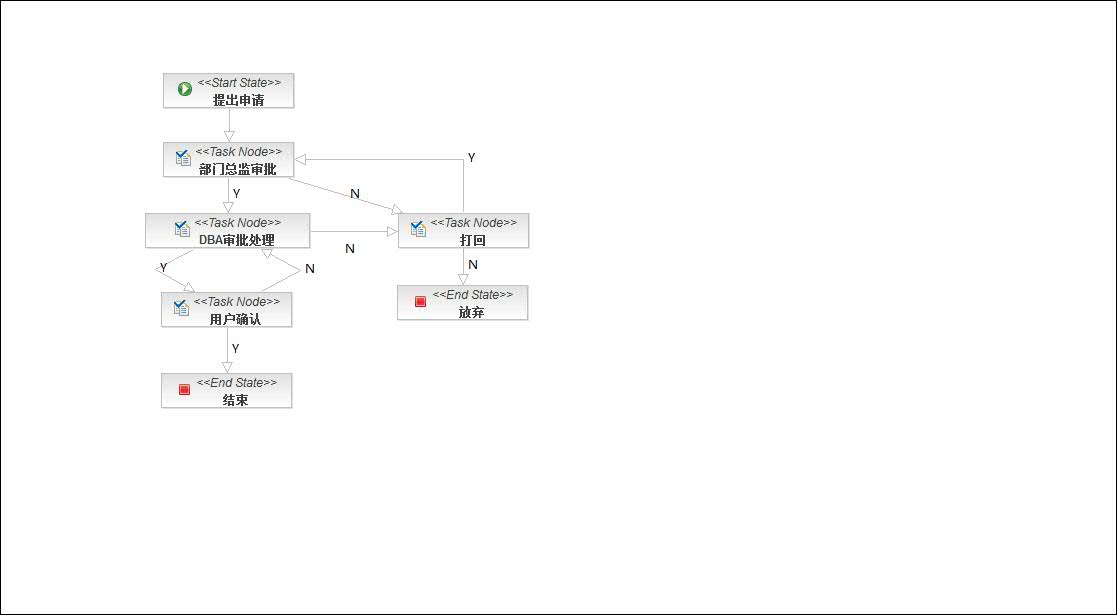 <<Start State>>
提出申请
<<Task Node>>
部门总监审批
Y
Y
N
<<Task Node>>
DBA审批处理
N
<<Task Node>>
打回
Y
N
N
<<Task Node>>
用户确认
<<End State>>
放弃
Y
<<End State>>
结束